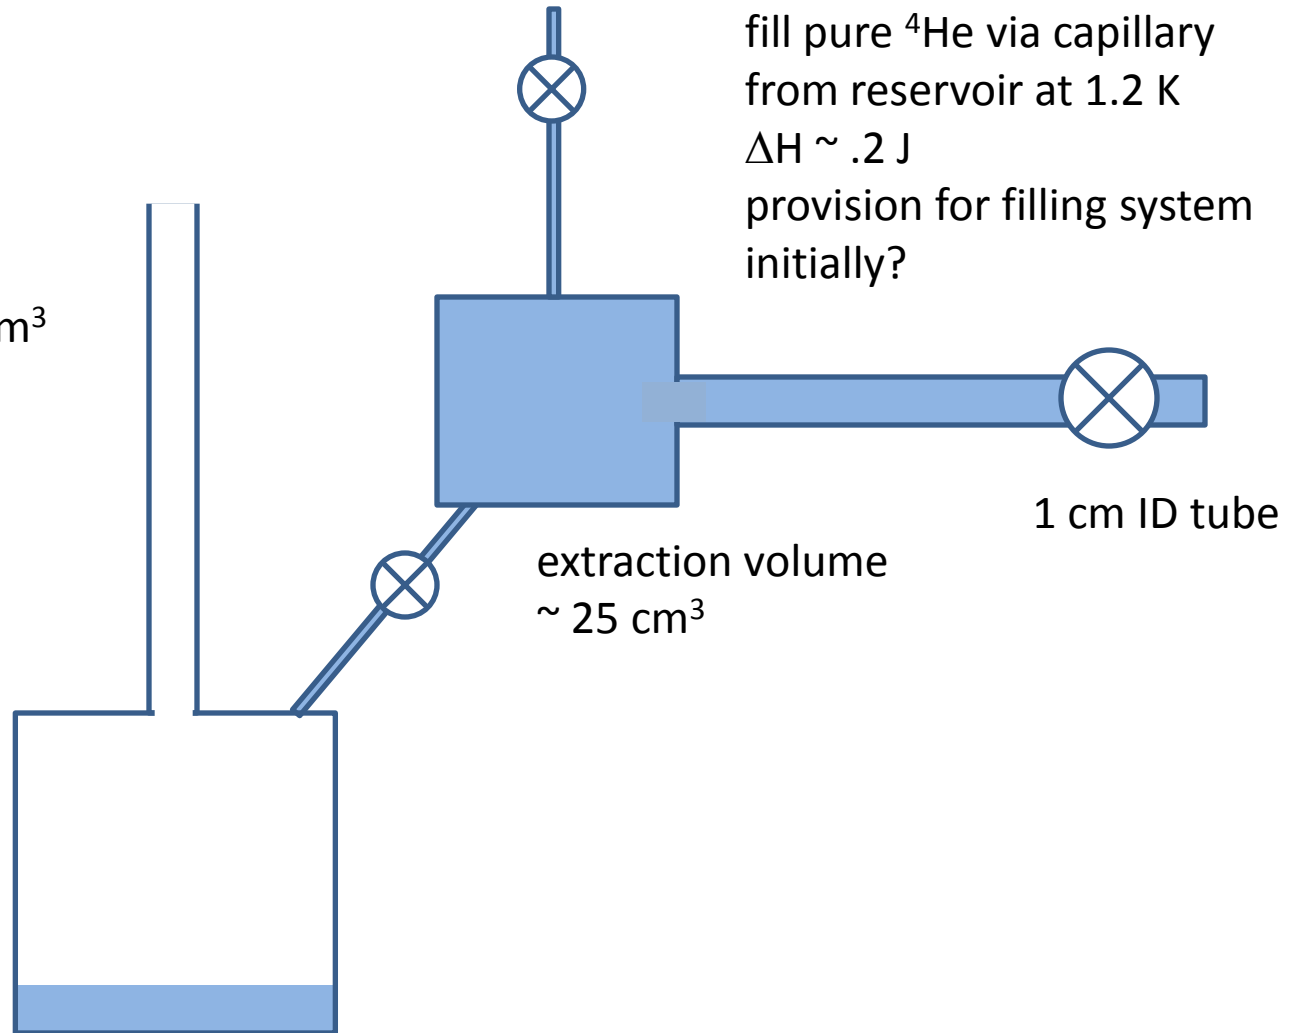 fill pure ⁴He via capillary
from reservoir at 1.2 K
ΔH ~ .2 J
provision for filling system
initially?
m³
1 cm ID tube
extraction volume
~ 25 cm³